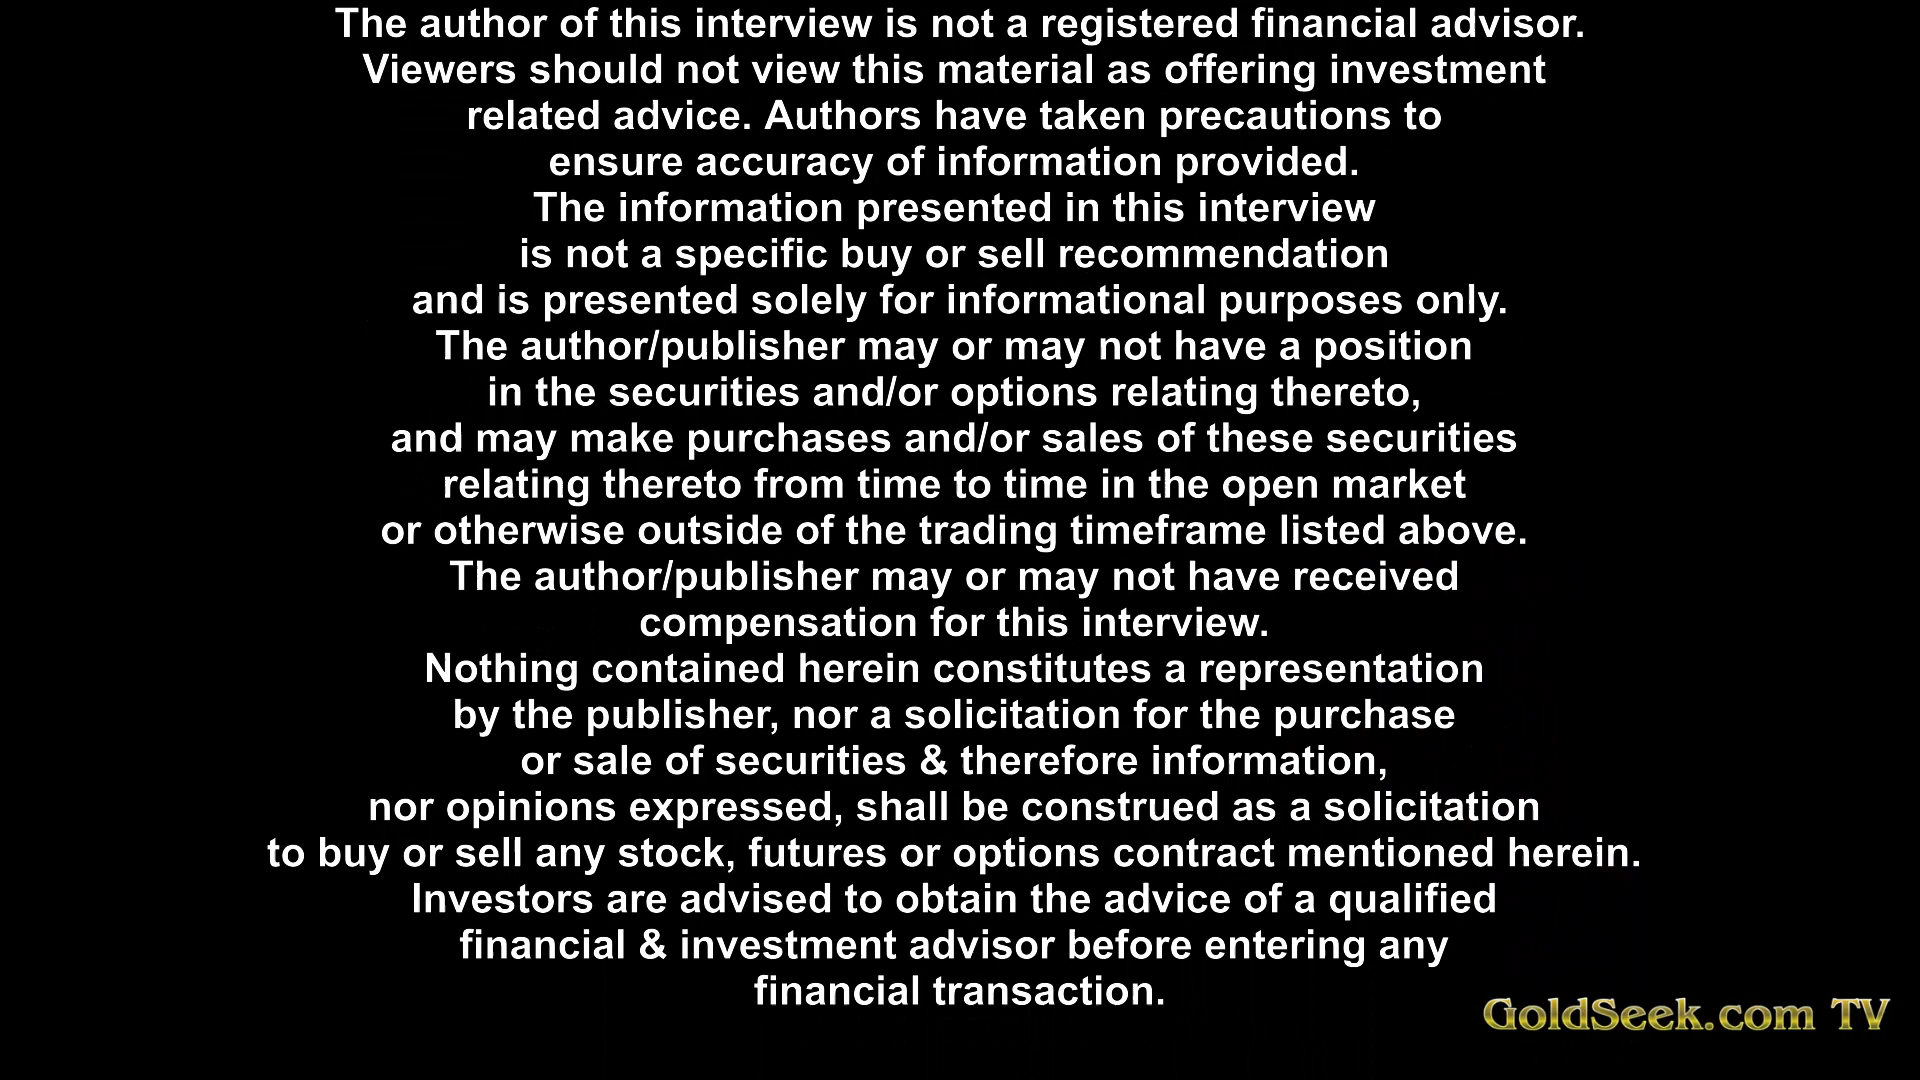 The author of this interview is not a registered financial advisor.
Viewers should not view this material as offering investment
related advice. Authors have taken precautions to
ensure accuracy of information provided.
The information presented in this interview
is not a specific buy or sell recommendation
and is presented solely for informational purposes only.
The author/publisher may or may not have a position
in the securities and/or options relating thereto,
and may make purchases and/or sales of these securities
relating thereto from time to time in the open market
or otherwise outside of the trading timeframe listed above.
The author/publisher may or may not have received
compensation for this interview.
Nothing contained herein constitutes a representation
by the publisher, nor a solicitation for the purchase
or sale of securities & therefore information,
nor opinions expressed, shall be construed as a solicitation
to buy or sell any stock, futures or options contract mentioned herein.
Investors are advised to obtain the advice of a qualified
financial & investment advisor before entering any
financial transaction.
GoldSeek.com TV